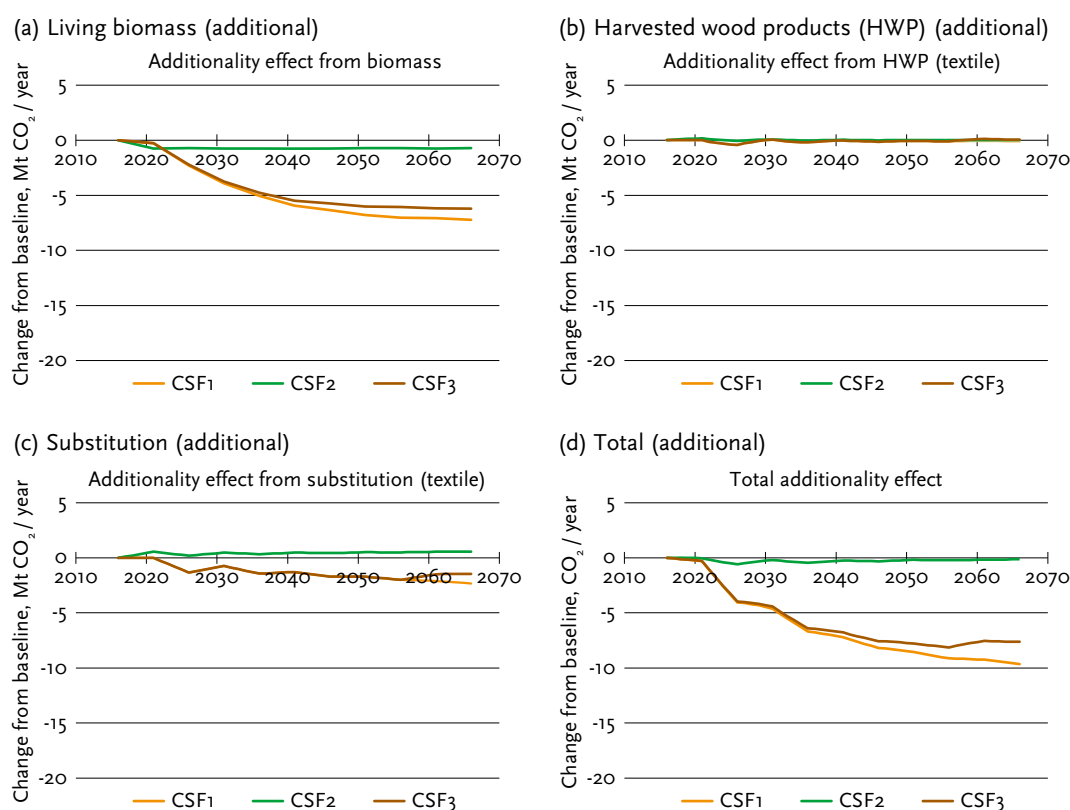 (a) Living biomass (additional)
Additionality effect from biomass
Change from baseline, Mt CO₂ / year
5
0
-5
-10
-15
-20
2010 2020 2030 2040 2050 2060 2070
CSF1 CSF2 CSF3
(b) Harvested wood products (HWP) (additional)
Additionality effect from HWP (textile)
Change from baseline, Mt CO₂ / year
5
0
-5
-10
-15
-20
2010 2020 2030 2040 2050 2060 2070
CSF1 CSF2 CSF3
(c) Substitution (additional)
Additionality effect from substitution (textile)
Change from baseline, Mt CO₂ / year
5
0
-5
-10
-15
-20
2010 2020 2030 2040 2050 2060 2070
CSF1 CSF2 CSF3
(d) Total (additional)
Total additionality effect
Change from baseline, CO₂ / year
5
0
-5
-10
-15
-20
2010 2020 2030 2040 2050 2060 2070
CSF1 CSF2 CSF3